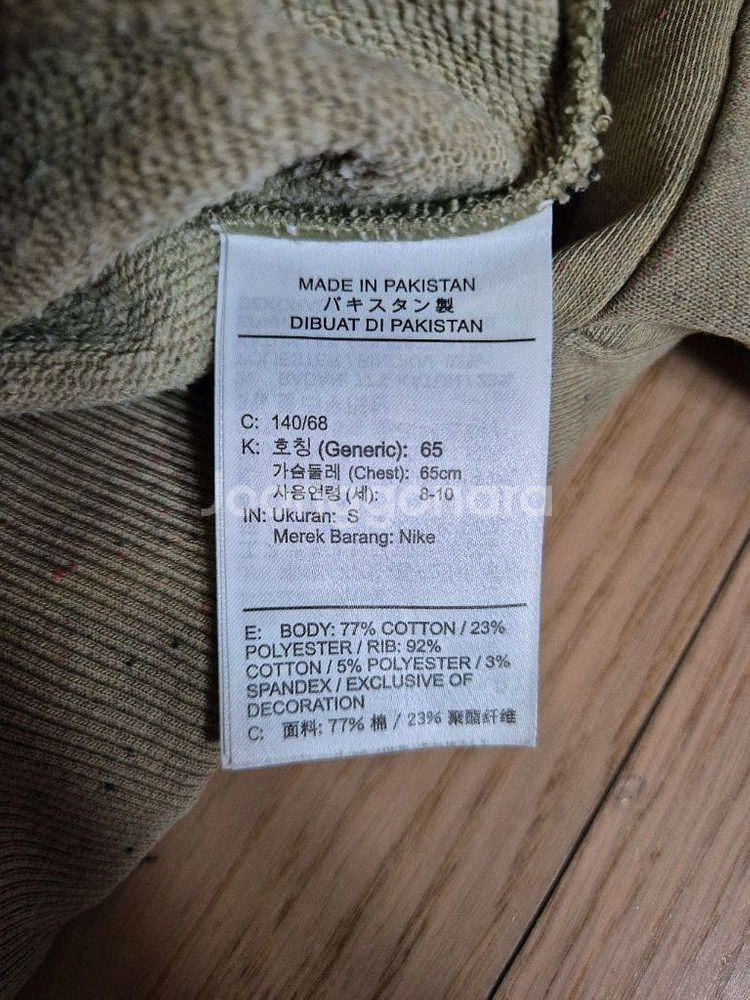 MADE IN PAKISTAN
パキスタン製
DIBUAT DI PAKISTAN
C: 140/68
K: 호칭 (Generic): 65
가슴둘레 (Chest): 65cm
사용연령 (세): 8-10
IN: Ukuran: S
Merek Barang: Nike
E: BODY: 77% COTTON / 23%
POLYESTER / RIB: 92%
COTTON / 5% POLYESTER / 3%
SPANDEX / EXCLUSIVE OF
DECORATION
C: 面料: 77% 棉 / 23% 聚酯纤维
Joonggonara